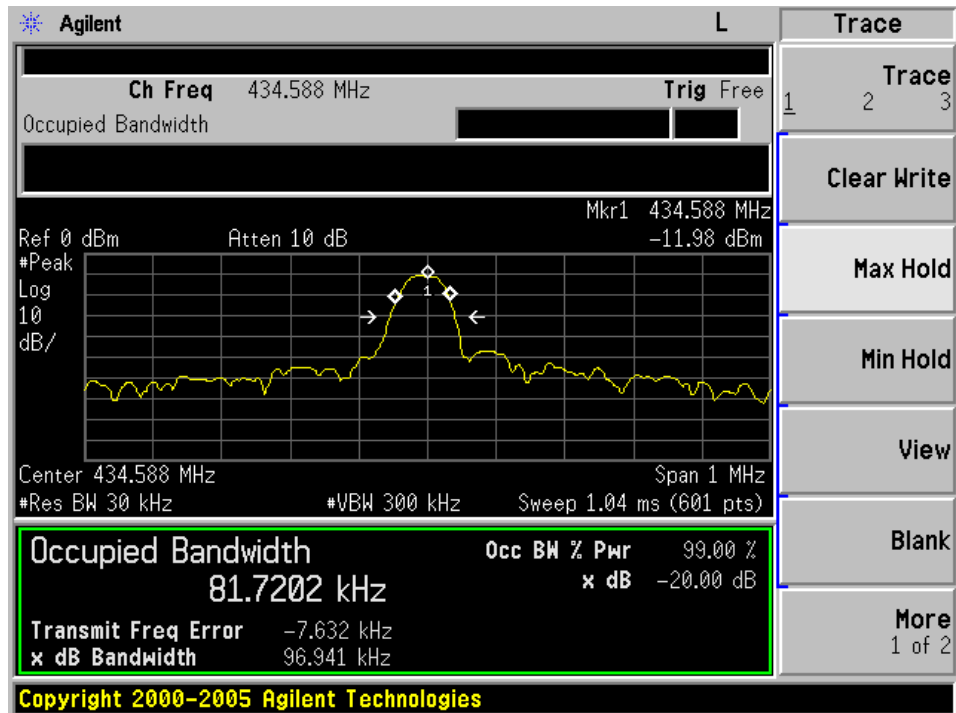 Agilent L Trace
Ch Freq 434.588 MHz Trig Free
Occupied Bandwidth
Trace
1 2 3
Clear Write
Mkr1 434.588 MHz
Ref 0 dBm Atten 10 dB -11.98 dBm
#Peak
Log
10
dB/
1
Max Hold
Min Hold
View
Center 434.588 MHz Span 1 MHz
#Res BW 30 kHz #VBW 300 kHz Sweep 1.04 ms (601 pts)
Occupied Bandwidth Occ BW % Pwr 99.00 %
81.7202 kHz x dB -20.00 dB
Transmit Freq Error -7.632 kHz
x dB Bandwidth 96.941 kHz
Blank
More
1 of 2
Copyright 2000-2005 Agilent Technologies